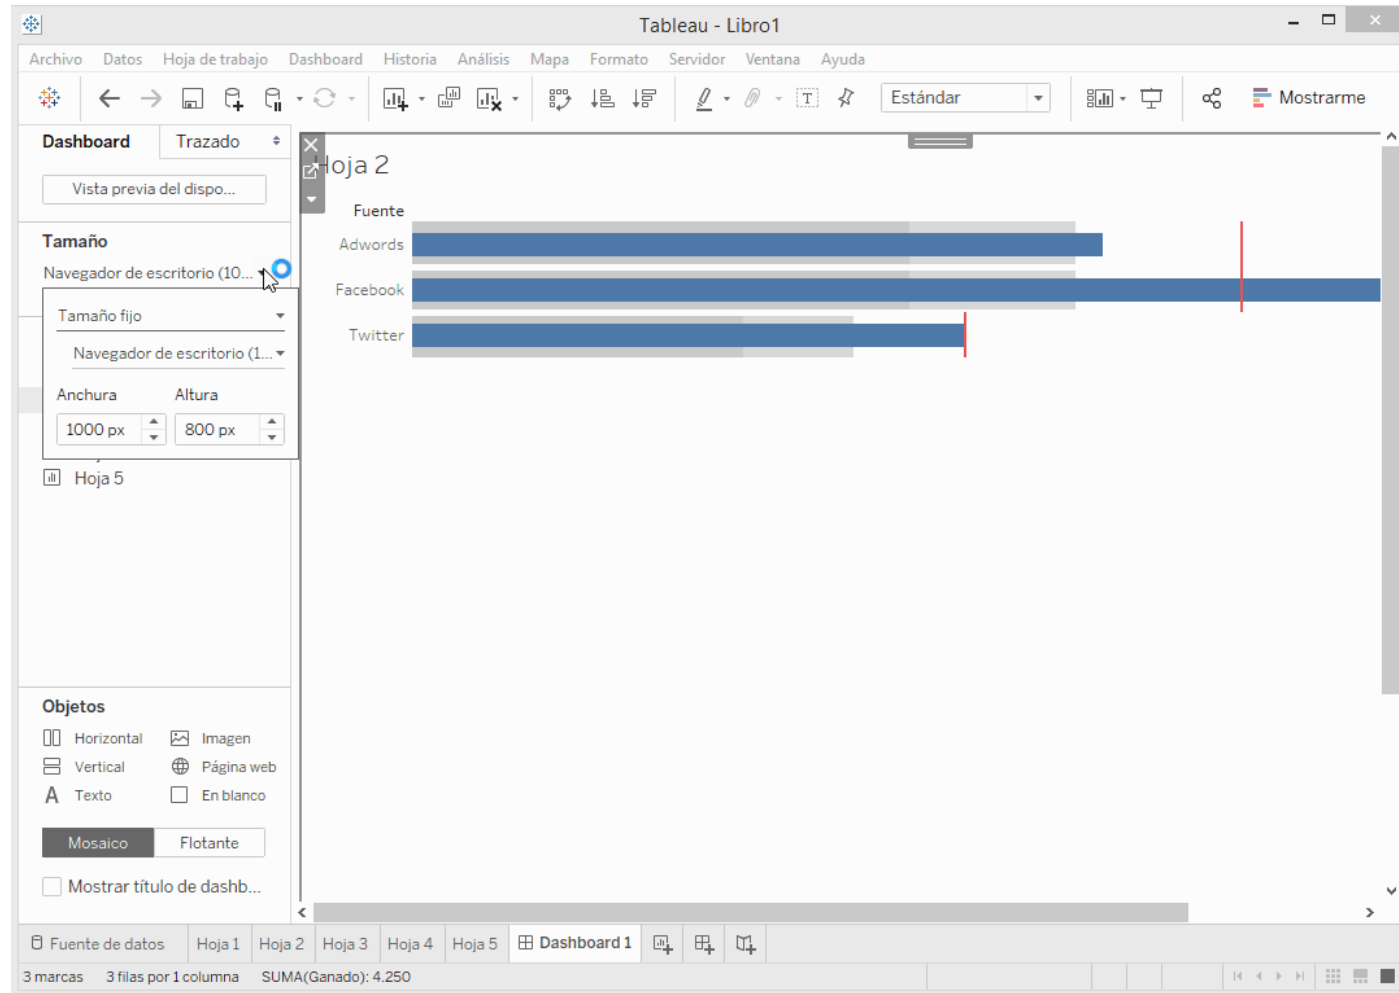 Tableau - Libro1
Archivo Datos Hoja de trabajo Dashboard Historia Análisis Mapa Formato Servidor Ventana Ayuda
Estándar
Mostrarme
Dashboard Trazado
Vista previa del dispo...
Tamaño
Navegador de escritorio (10...
Tamaño fijo
Navegador de escritorio (1...
Anchura Altura
1000 px 800 px
Hoja 5
Hoja 2
Fuente
Adwords
Facebook
Twitter
Objetos
Horizontal Imagen
Vertical Página web
A Texto En blanco
Mosaico Flotante
Mostrar título de dashb...
Fuente de datos Hoja 1 Hoja 2 Hoja 3 Hoja 4 Hoja 5 Dashboard 1
3 marcas 3 filas por 1 columna SUMA(Ganado): 4.250